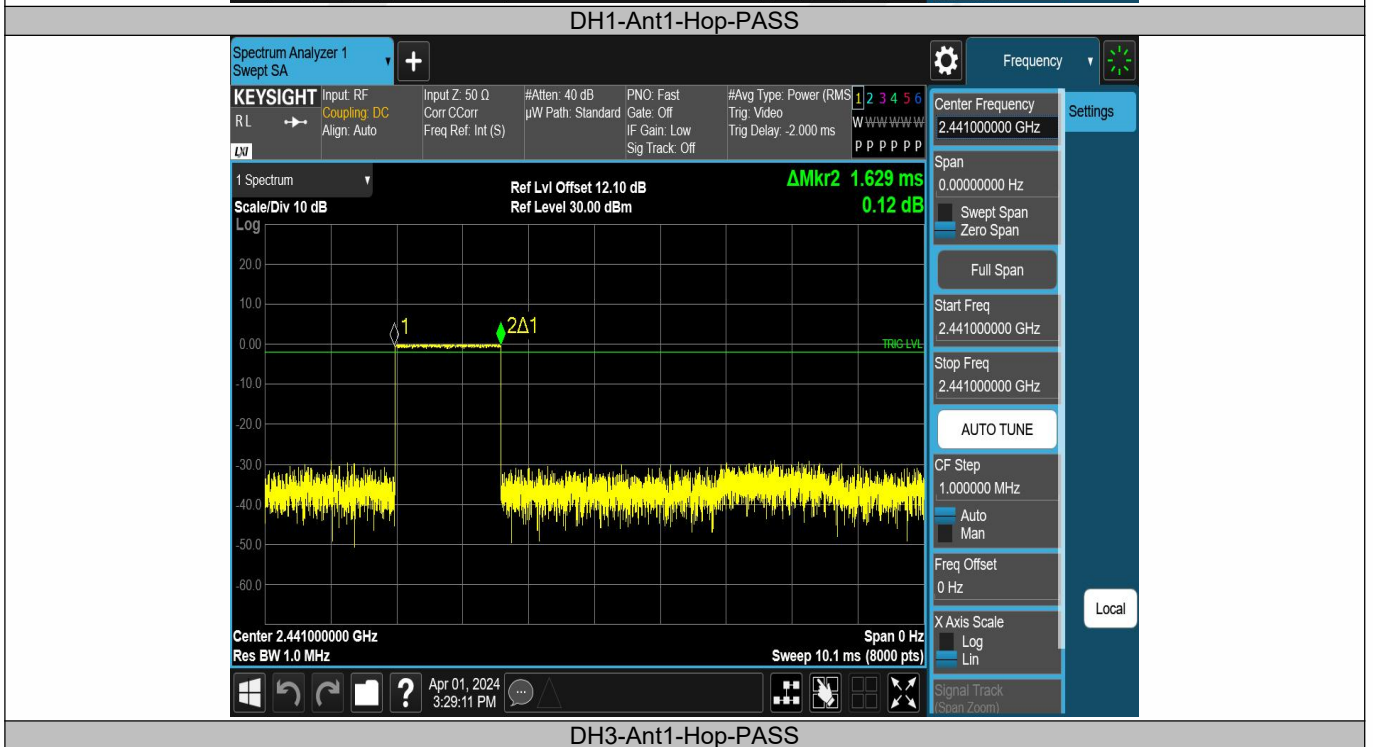 DH1-Ant1-Hop-PASS
Spectrum Analyzer 1
Swept SA
Frequency
KEYSIGHT
RL
LXI
Input: RF
Coupling: DC
Align: Auto
Input Z: 50 Ω
Corr CCorr
Freq Ref: Int (S)
#Atten: 40 dB
µW Path: Standard
PNO: Fast
Gate: Off
IF Gain: Low
Sig Track: Off
#Avg Type: Power (RMS
Trig: Video
Trig Delay: -2.000 ms
1 2 3 4 5 6
W W W W W W
P P P P P P
1 Spectrum
Scale/Div 10 dB
Log
Ref Lvl Offset 12.10 dB
Ref Level 30.00 dBm
ΔMkr2 1.629 ms
0.12 dB
20.0
10.0
0.00
-10.0
-20.0
-30.0
-40.0
-50.0
-60.0
1
2Δ1
TRIG LVL
Center 2.441000000 GHz
Res BW 1.0 MHz
Span 0 Hz
Sweep 10.1 ms (8000 pts)
?
Apr 01, 2024
3:29:11 PM
Center Frequency
2.441000000 GHz
Span
0.00000000 Hz
Swept Span
Zero Span
Full Span
Start Freq
2.441000000 GHz
Stop Freq
2.441000000 GHz
AUTO TUNE
CF Step
1.000000 MHz
Auto
Man
Freq Offset
0 Hz
X Axis Scale
Log
Lin
Signal Track
(Span Zoom)
Settings
Local
DH3-Ant1-Hop-PASS